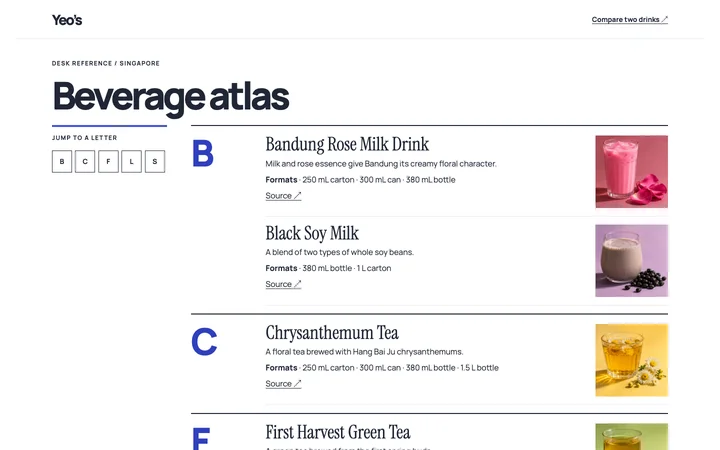 Yeo's
Compare two drinks ↗
DESK REFERENCE / SINGAPORE
Beverage atlas
JUMP TO A LETTER
B C F L S
B
Bandung Rose Milk Drink
Milk and rose essence give Bandung its creamy floral character.
Formats · 250 mL carton · 300 mL can · 380 mL bottle
Source ↗
Black Soy Milk
A blend of two types of whole soy beans.
Formats · 380 mL bottle · 1 L carton
Source ↗
C
Chrysanthemum Tea
A floral tea brewed with Hang Bai Ju chrysanthemums.
Formats · 250 mL carton · 300 mL can · 380 mL bottle · 1.5 L bottle
Source ↗
F
First Harvest Green Tea